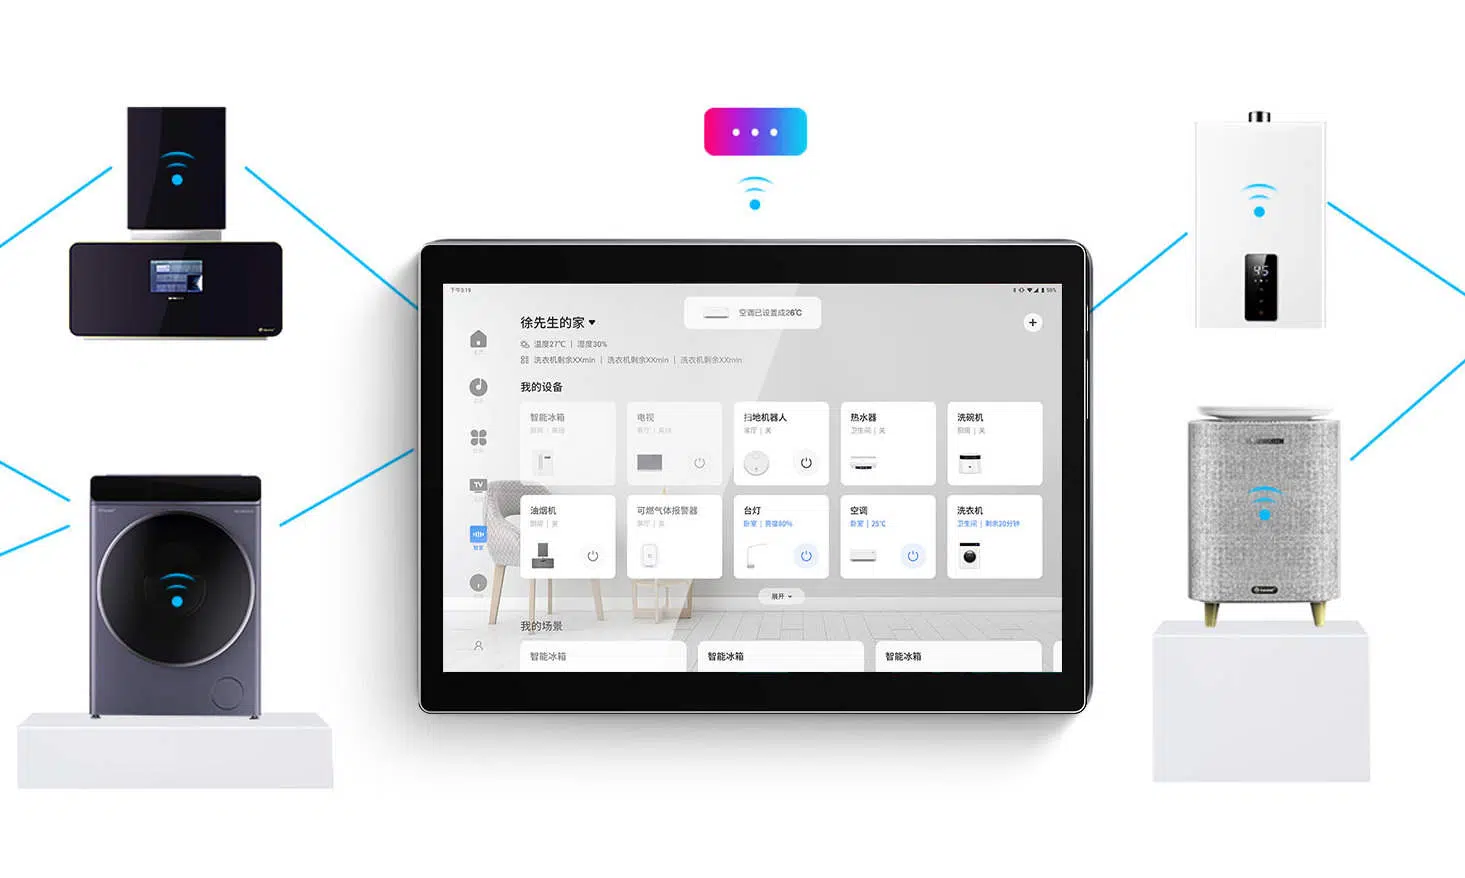 下午3:19
59%
空调已设置成26℃
徐先生的家
温度27℃ | 湿度30%
洗衣机剩余XXmin | 洗衣机剩余XXmin | 洗衣机剩余XXmin
我的设备
智能冰箱
电视
扫地机器人
客厅 | 关
热水器
卫生间 | 关
洗碗机
厨房 | 关
TV
油烟机
厨房 | 关
可燃气体报警器
客厅 | 关
台灯
卧室 | 亮度80%
空调
卧室 | 25℃
洗衣机
卫生间 | 剩余20分钟
智家
展开
我的场景
智能冰箱
智能冰箱
智能冰箱
45